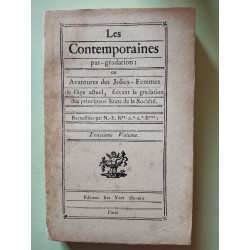 Les
Contemporaines
par-gradation:
ou
Avantures des Jolies-Femmes
de l'âge actuel, suivant la gradation
des principaux états de la Société.
Recueillies par N.-E.
Troisième Volume.
Éditions Les Yeux Ouverts
Paris